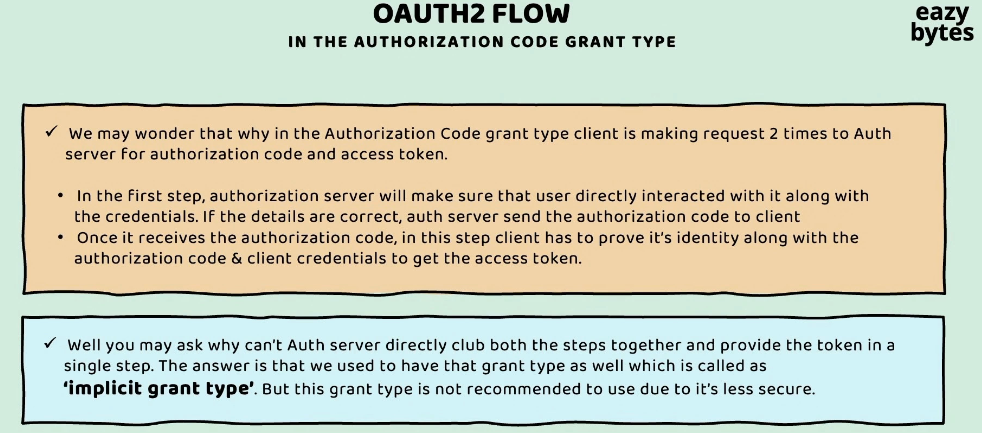 OAUTH2 FLOW
IN THE AUTHORIZATION CODE GRANT TYPE
eazy
bytes
✓ We may wonder that why in the Authorization Code grant type client is making request 2 times to Auth
server for authorization code and access token.
• In the first step, authorization server will make sure that user directly interacted with it along with
the credentials. If the details are correct, auth server send the authorization code to client
• Once it receives the authorization code, in this step client has to prove it's identity along with the
authorization code & client credentials to get the access token.
✓ Well you may ask why can't Auth server directly club both the steps together and provide the token in a
single step. The answer is that we used to have that grant type as well which is called as
‘implicit grant type’. But this grant type is not recommended to use due to it's less secure.